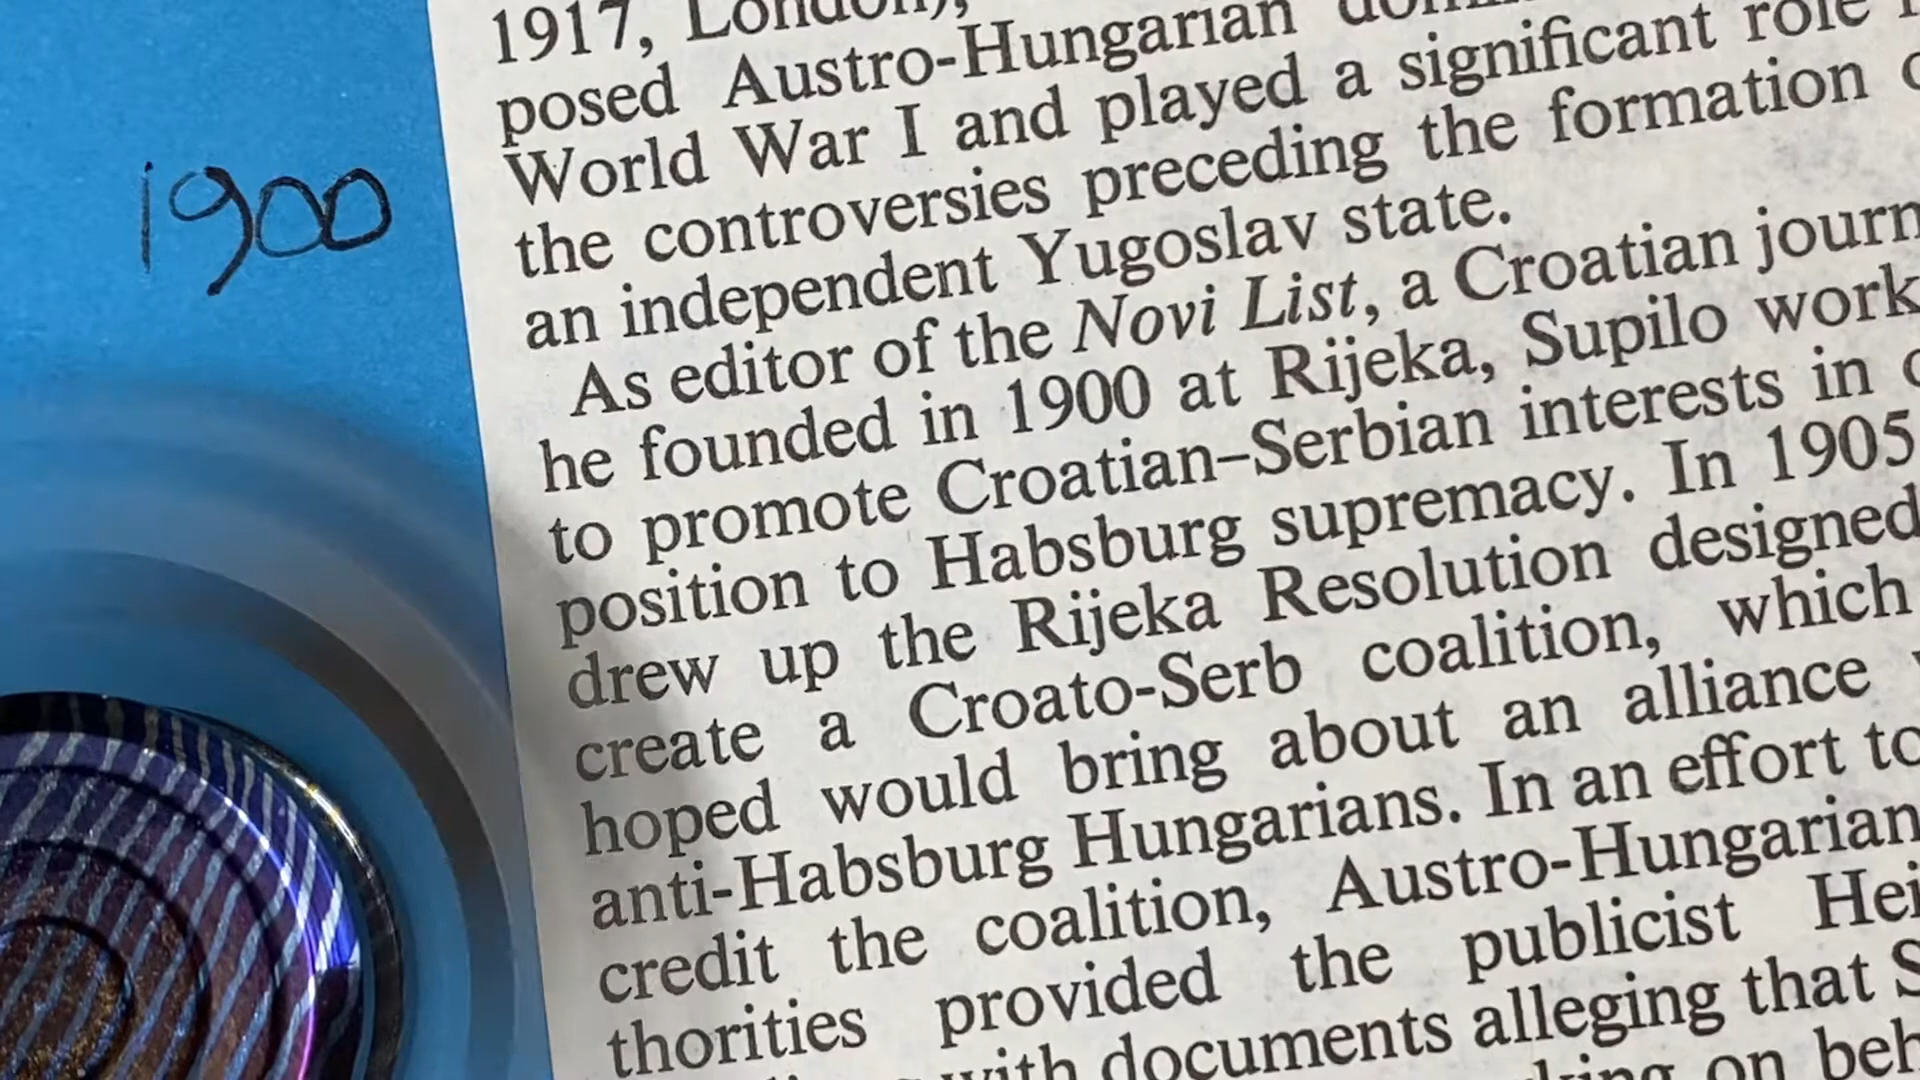 1900
1917, London),
posed Austro-Hungarian
World War I and played a significant role
the controversies preceding the formation
an independent Yugoslav state.
As editor of the Novi List, a Croatian journ
he founded in 1900 at Rijeka, Supilo work
to promote Croatian–Serbian interests in
position to Habsburg supremacy. In 1905
drew up the Rijeka Resolution designed
create a Croato-Serb coalition, which
hoped would bring about an alliance
anti-Habsburg Hungarians. In an effort to
credit the coalition, Austro-Hungarian
thorities provided the publicist Hei
with documents alleging that S
on beh